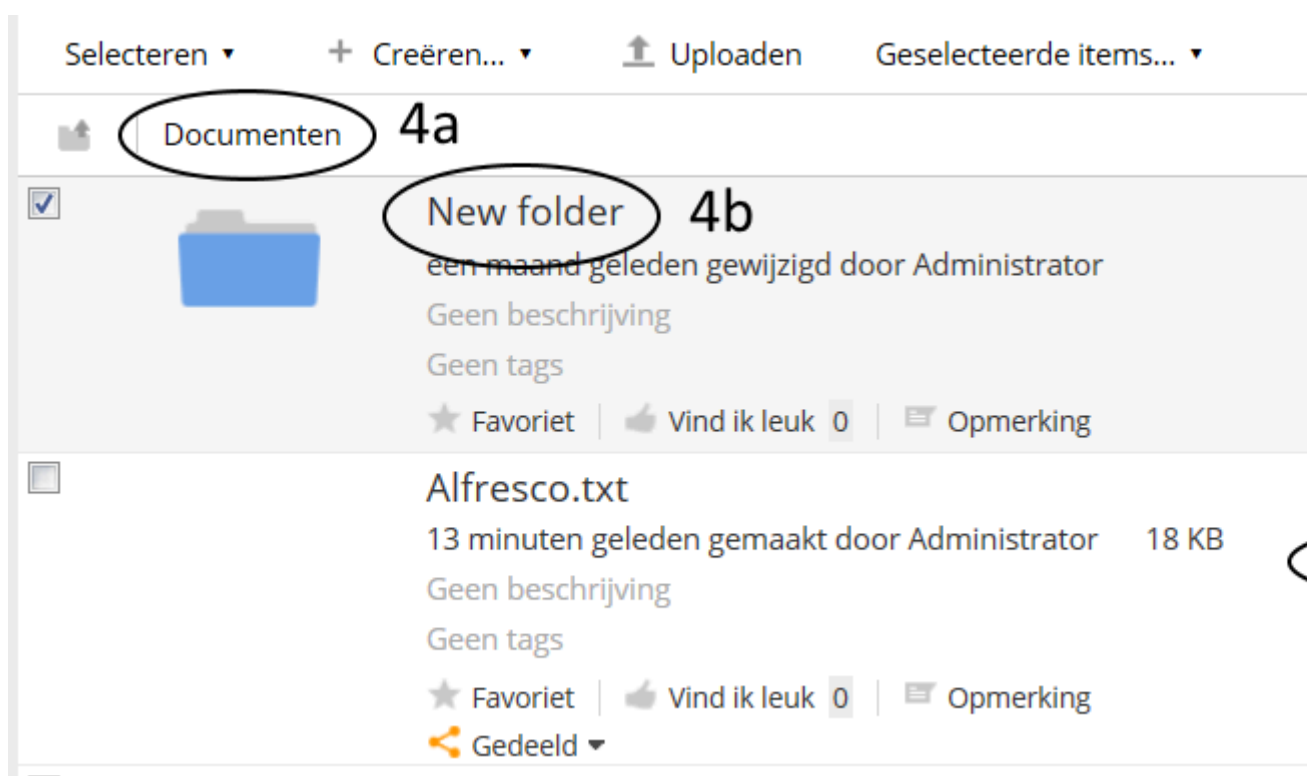 Selecteren ▾ + Creëren... ▾ Uploaden Geselecteerde items... ▾
Documenten 4a
New folder 4b
een maand geleden gewijzigd door Administrator
Geen beschrijving
Geen tags
Favoriet Vind ik leuk 0 Opmerking
Alfresco.txt
13 minuten geleden gemaakt door Administrator 18 KB
Geen beschrijving
Geen tags
Favoriet Vind ik leuk 0 Opmerking
Gedeeld ▾